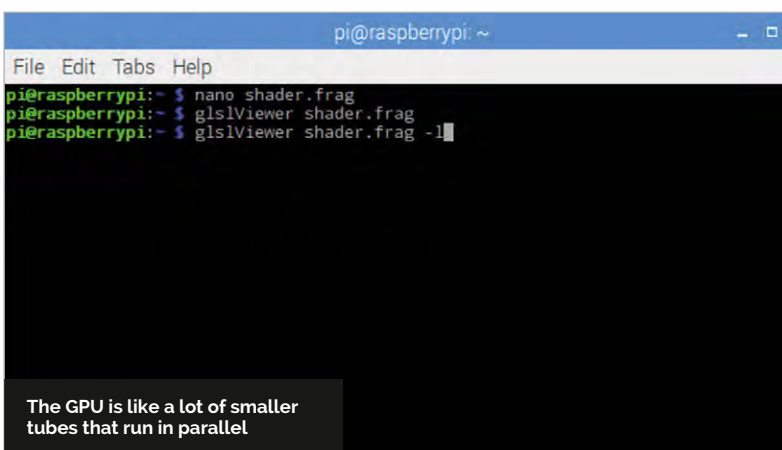 pi@raspberrypi: ~
File Edit Tabs Help
pi@raspberrypi:~ $ nano shader.frag
pi@raspberrypi:~ $ glslViewer shader.frag
pi@raspberrypi:~ $ glslViewer shader.frag -l
The GPU is like a lot of smaller
tubes that run in parallel